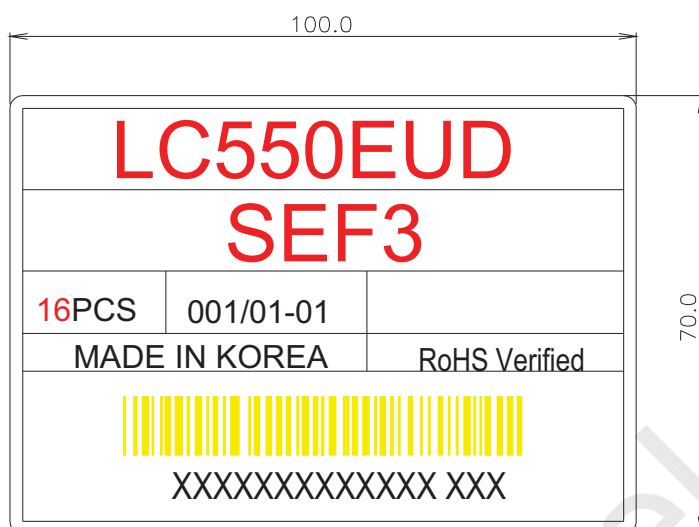 100.0
LC550EUD
SEF3
16PCS 001/01-01
70.0
MADE IN KOREA RoHS Verified
XXXXXXXXXXXXX XXX